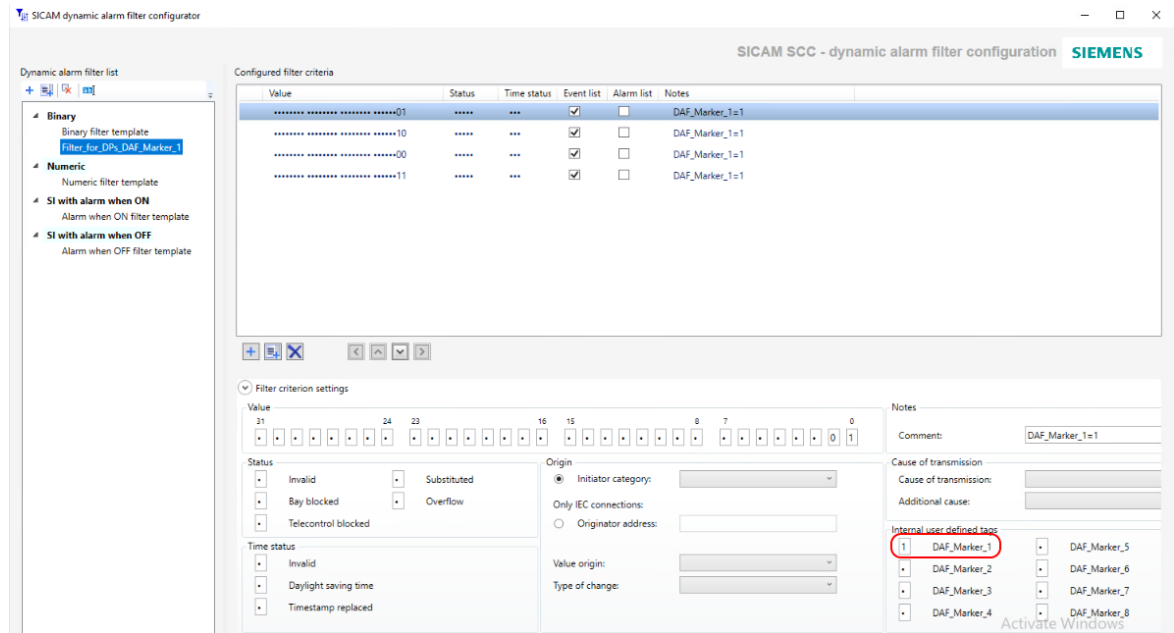 SICAM dynamic alarm filter configurator
SICAM SCC - dynamic alarm filter configuration SIEMENS
Dynamic alarm filter list
Binary
Binary filter template
Filter_for_DPs_DAF_Marker_1
Numeric
Numeric filter template
SI with alarm when ON
Alarm when ON filter template
SI with alarm when OFF
Alarm when OFF filter template
Configured filter criteria
Value Status Time status Event list Alarm list Notes
•••••••• •••••••• •••••••• ••••••01 ••••• ••• DAF_Marker_1=1
•••••••• •••••••• •••••••• ••••••10 ••••• ••• DAF_Marker_1=1
•••••••• •••••••• •••••••• ••••••00 ••••• ••• DAF_Marker_1=1
•••••••• •••••••• •••••••• ••••••11 ••••• ••• DAF_Marker_1=1
Filter criterion settings
Value
31 24 23 16 15 8 7 0
• • • • • • • • • • • • • • • • • • • • • • • • • • • • • • 0 1
Status
• Invalid • Substituted
• Bay blocked • Overflow
• Telecontrol blocked
Time status
• Invalid
• Daylight saving time
• Timestamp replaced
Origin
Initiator category:
Only IEC connections:
Originator address:
Value origin:
Type of change:
Notes
Comment: DAF_Marker_1=1
Cause of transmission
Cause of transmission:
Additional cause:
Internal user defined tags
1 DAF_Marker_1 • DAF_Marker_5
• DAF_Marker_2 • DAF_Marker_6
• DAF_Marker_3 • DAF_Marker_7
• DAF_Marker_4 • DAF_Marker_8
Activate Windows